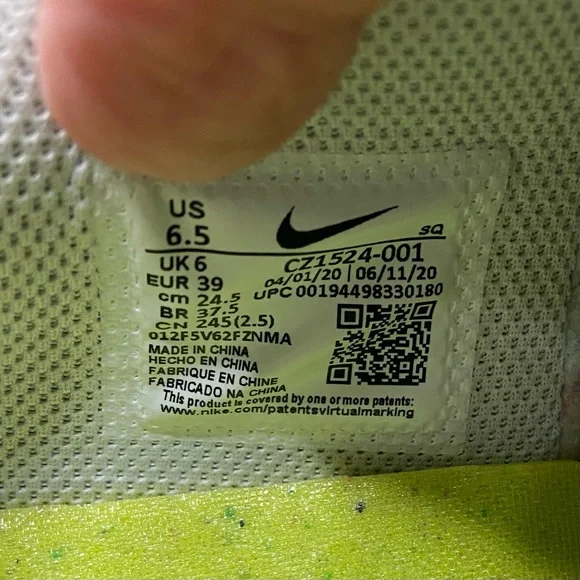 US
6.5
SQ
UK 6
CZ1524-001
EUR 39
04/01/20 | 06/11/20
cm 24.5
UPC 00194498330180
BR 37.5
CN 245(2.5)
012F5V62FZNMA
MADE IN CHINA
HECHO EN CHINA
FABRIQUE EN CHINE
FABRICADO NA CHINA
This product is covered by one or more patents:
www.nike.com/patentsvirtualmarking